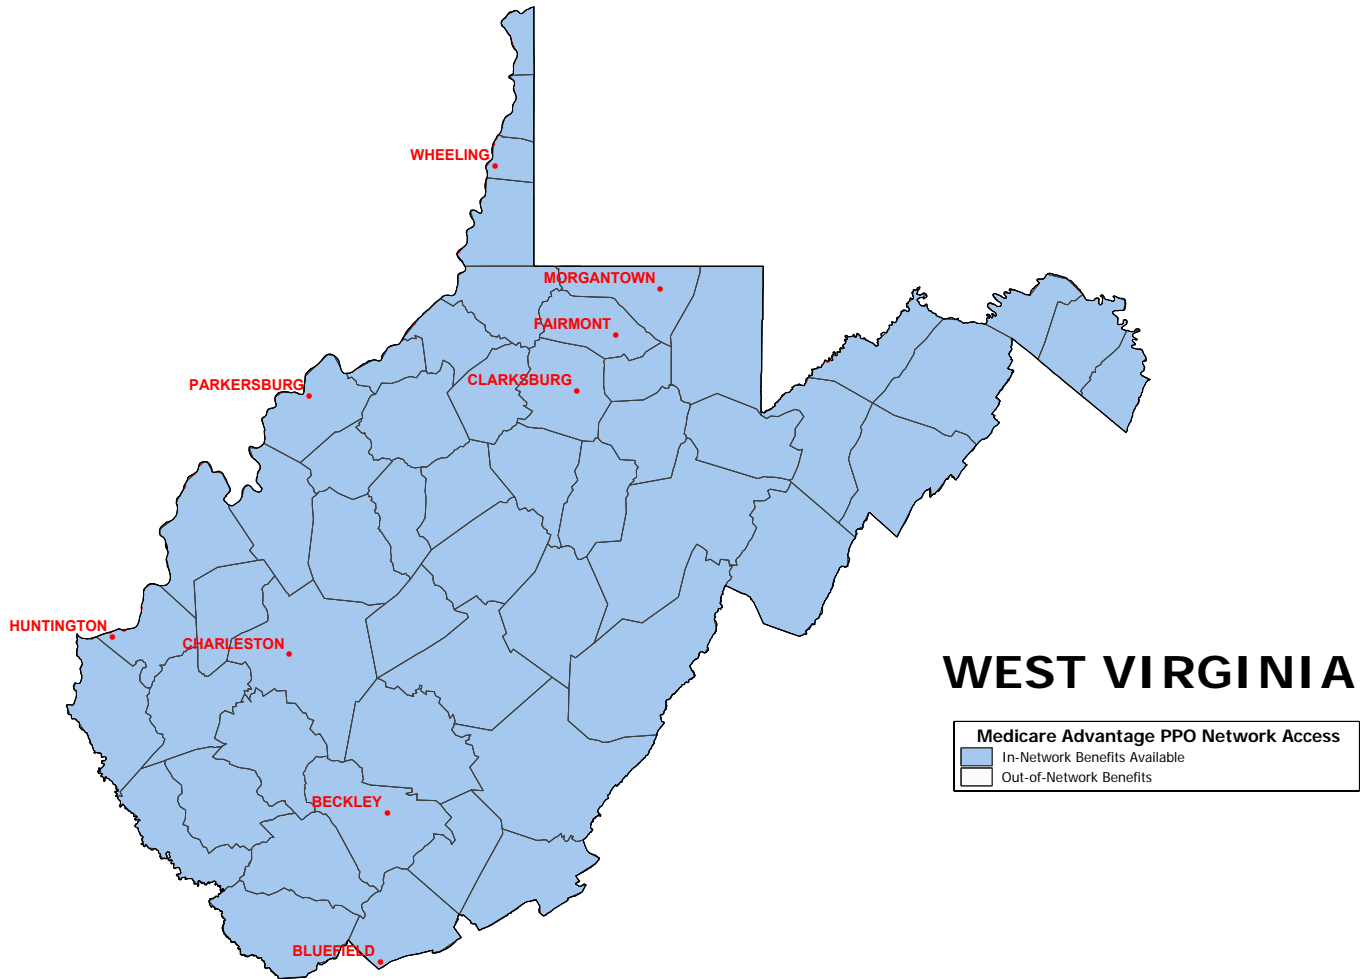 WHEELING
MORGANTOWN
FAIRMONT
CLARKSBURG
PARKERSBURG
HUNTINGTON
CHARLESTON
WEST VIRGINIA
Medicare Advantage PPO Network Access
In-Network Benefits Available
Out-of-Network Benefits
BECKLEY
BLUEFIELD